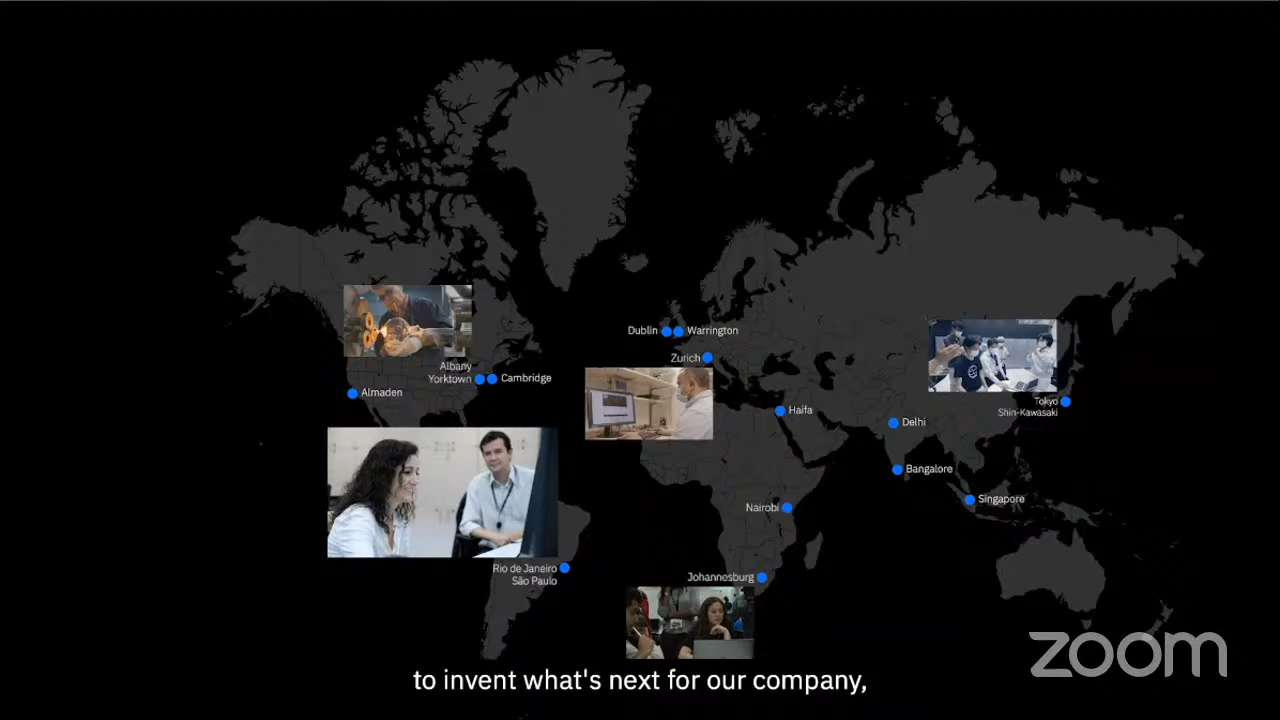 Dublin
Warrington
Zurich
Albany
Yorktown
Cambridge
Almaden
Haifa
Delhi
Tokyo
Shin-Kawasaki
Bangalore
Singapore
Nairobi
Rio de Janeiro
São Paulo
Johannesburg
zoom
to invent what's next for our company,